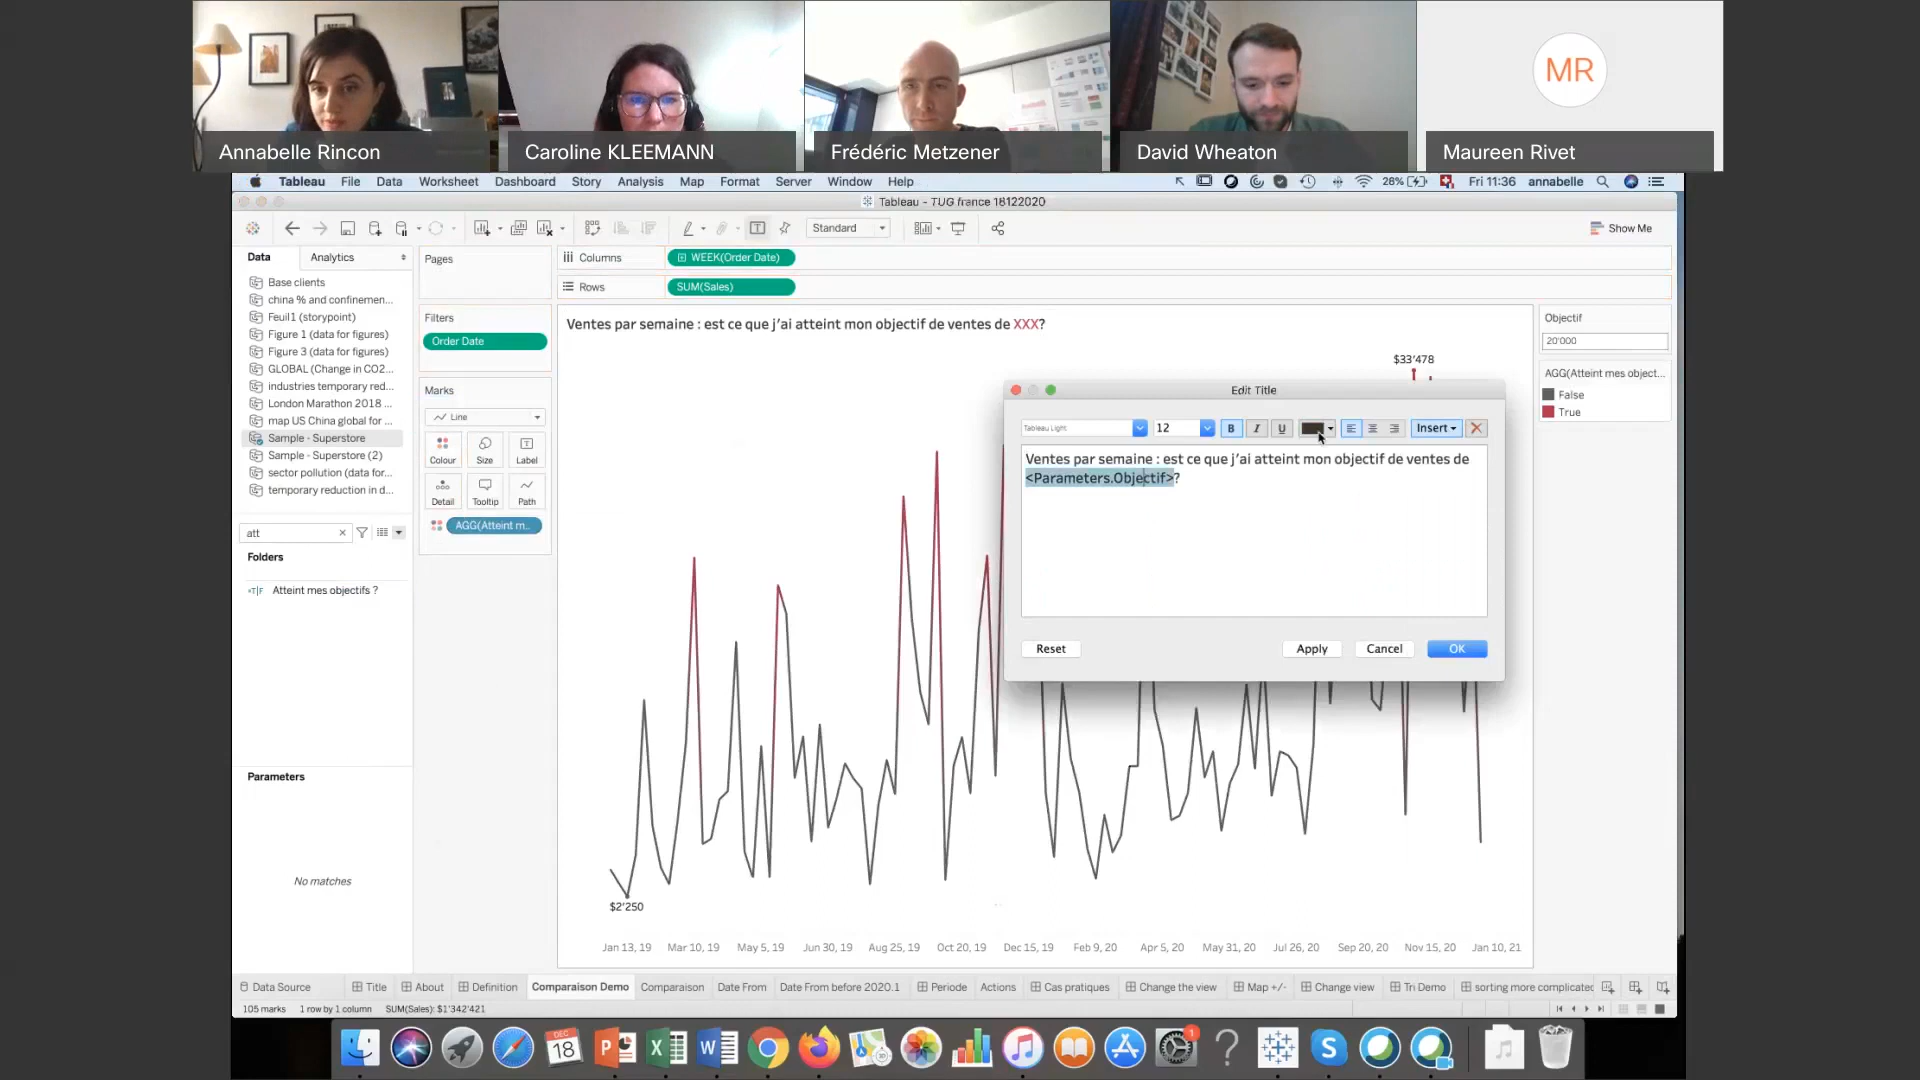 Annabelle Rincon
Caroline KLEEMANN
Frédéric Metzener
David Wheaton
MR
Maureen Rivet
Tableau File Data Worksheet Dashboard Story Analysis Map Format Server Window Help
28% Fri 11:36 annabelle
Tableau - TUG france 18122020
Standard
Show Me
Data Analytics
Base clients
china % and confinemen...
Feuil1 (storypoint)
Figure 1 (data for figures)
Figure 3 (data for figures)
GLOBAL (Change in CO2...
industries temporary red...
London Marathon 2018 ...
map US China global for ...
Sample - Superstore
Sample - Superstore (2)
sector pollution (data for...
temporary reduction in d...
att
Folders
Atteint mes objectifs ?
Parameters
No matches
Pages
Filters
Order Date
Marks
Line
Colour Size Label
Detail Tooltip Path
AGG(Atteint m..
Columns WEEK(Order Date)
Rows SUM(Sales)
Ventes par semaine : est ce que j'ai atteint mon objectif de ventes de XXX?
$33'478
$2'250
Jan 13, 19 Mar 10, 19 May 5, 19 Jun 30, 19 Aug 25, 19 Oct 20, 19 Dec 15, 19 Feb 9, 20 Apr 5, 20 May 31, 20 Jul 26, 20 Sep 20, 20 Nov 15, 20 Jan 10, 21
Edit Title
Tableau Light 12 B I U Insert
Ventes par semaine : est ce que j'ai atteint mon objectif de ventes de
<Parameters.Objectif>?
Reset Apply Cancel OK
Objectif
20'000
AGG(Atteint mes object...
False
True
Data Source Title About Definition Comparaison Demo Comparaison Date From Date From before 2020.1 Periode Actions Cas pratiques Change the view Map +/- Change view Tri Demo sorting more complicated
105 marks 1 row by 1 column SUM(Sales): $1'342'421
DEC
18
P
X
W
1
S